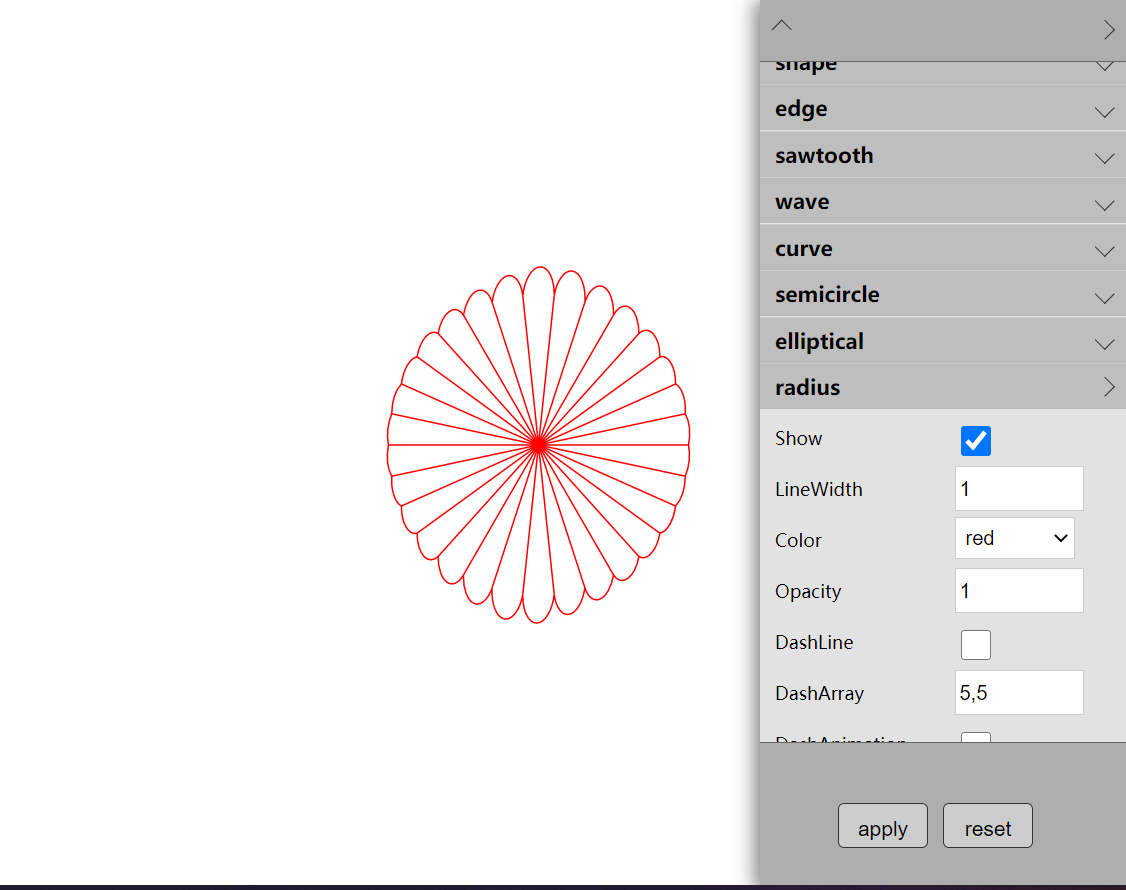 shape
edge
sawtooth
wave
curve
semicircle
elliptical
radius
Show
LineWidth 1
Color red
Opacity 1
DashLine
DashArray 5,5
DashAnimation
apply reset